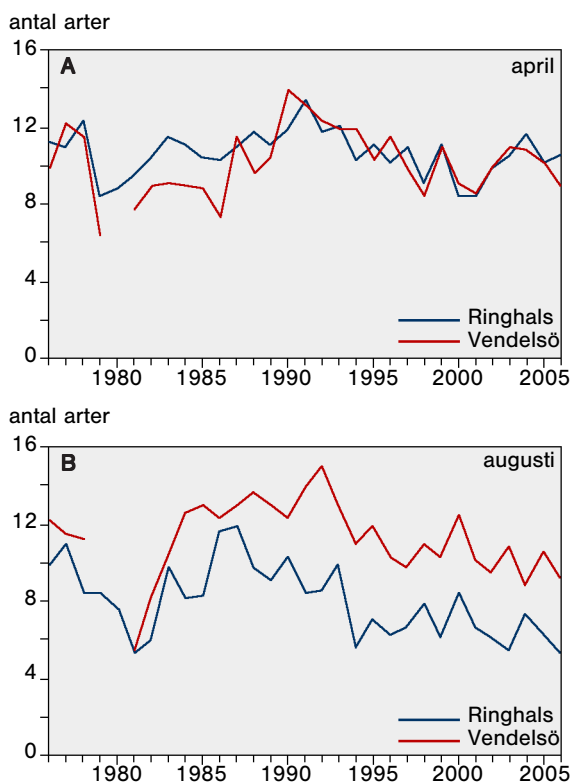 antal arter
16
A
april
12
8
4
Ringhals
Vendelsö
0
1980 1985 1990 1995 2000 2005
antal arter
16
B
augusti
12
8
4
Ringhals
Vendelsö
0
1980 1985 1990 1995 2000 2005